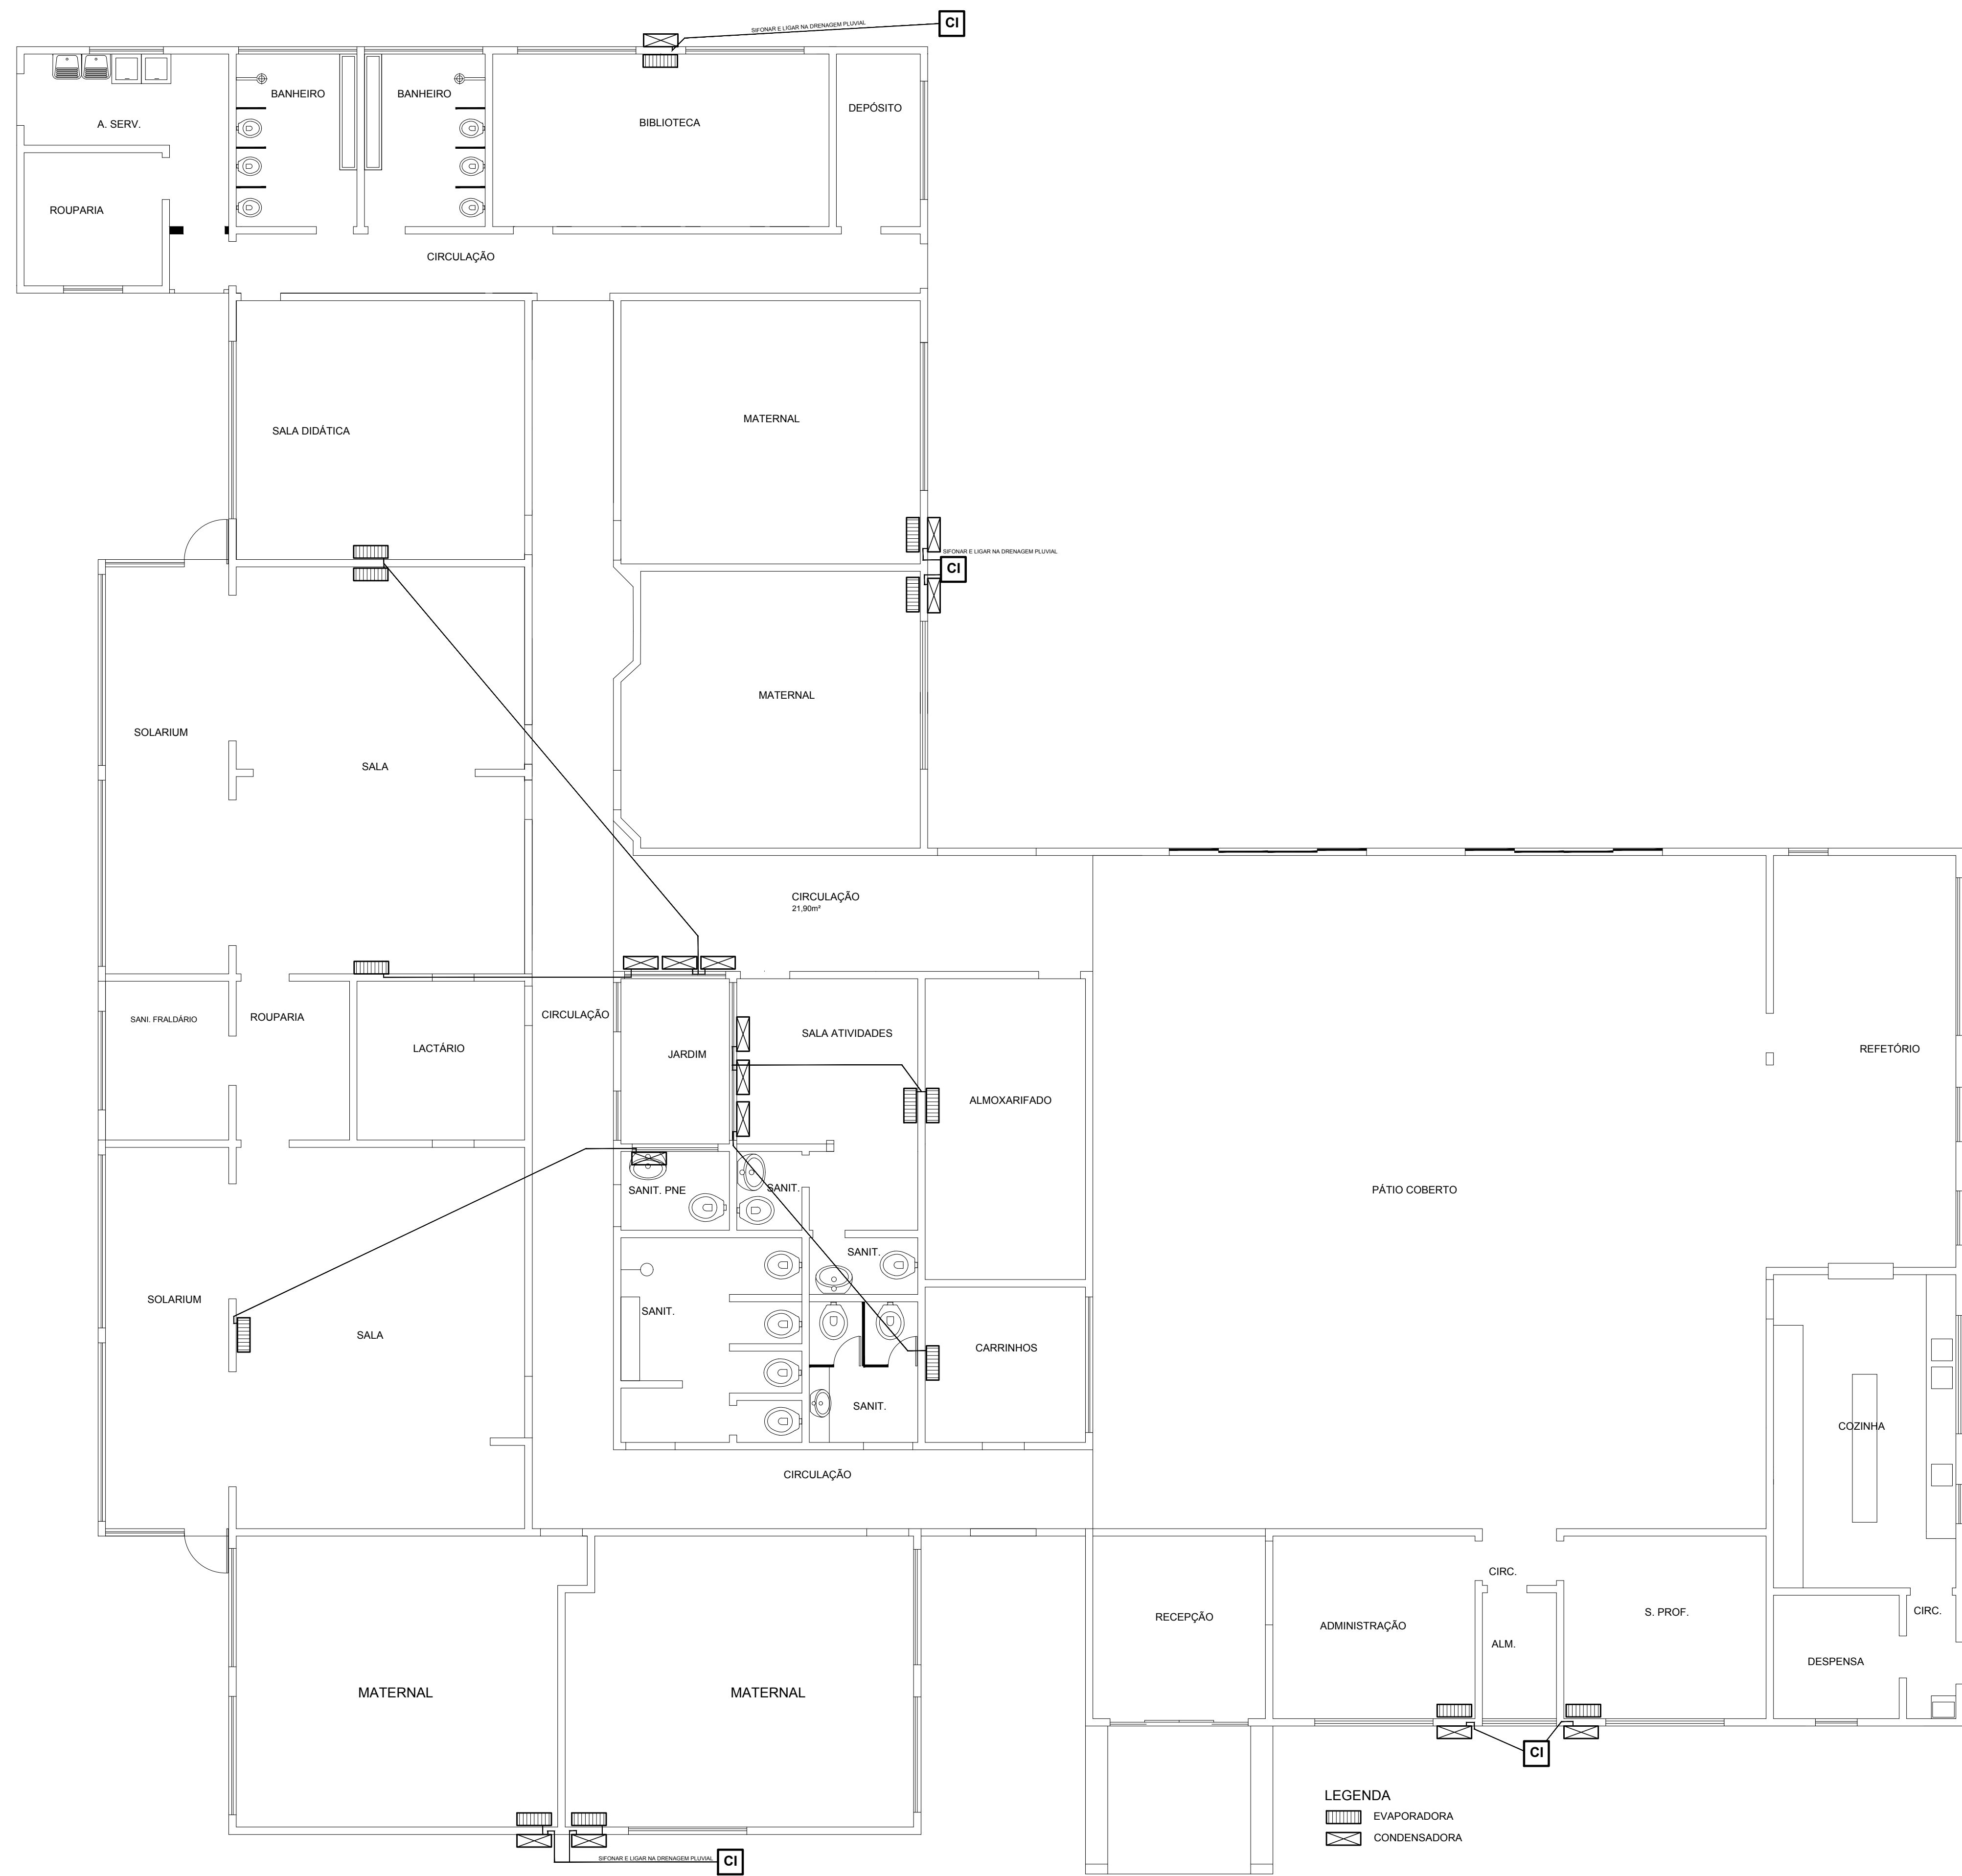 SIFONAR E LIGAR NA DRENAGEM PLUVIAL
CI
BANHEIRO
BANHEIRO
A. SERV.
BIBLIOTECA
DEPÓSITO
ROUPARIA
CIRCULAÇÃO
SALA DIDÁTICA
MATERNAL
SIFONAR E LIGAR NA DRENAGEM PLUVIAL
CI
MATERNAL
SOLARIUM
SALA
CIRCULAÇÃO
21,90m²
SANI. FRALDÁRIO
ROUPARIA
LACTÁRIO
CIRCULAÇÃO
JARDIM
SALA ATIVIDADES
ALMOXARIFADO
REFETÓRIO
SANIT. PNE
SANIT.
PÁTIO COBERTO
SANIT.
SOLARIUM
SALA
SANIT.
CARRINHOS
SANIT.
COZINHA
CIRCULAÇÃO
CIRC.
RECEPÇÃO
ADMINISTRAÇÃO
S. PROF.
CIRC.
ALM.
DESPENSA
MATERNAL
MATERNAL
CI
LEGENDA
EVAPORADORA
CONDENSADORA
SIFONAR E LIGAR NA DRENAGEM PLUVIAL
CI